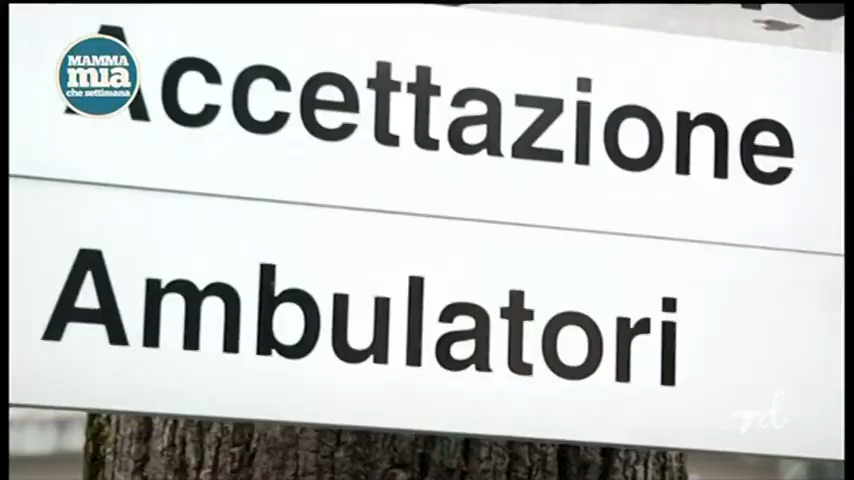 MAMMA
mia
che settimana
Accettazione
Ambulatori